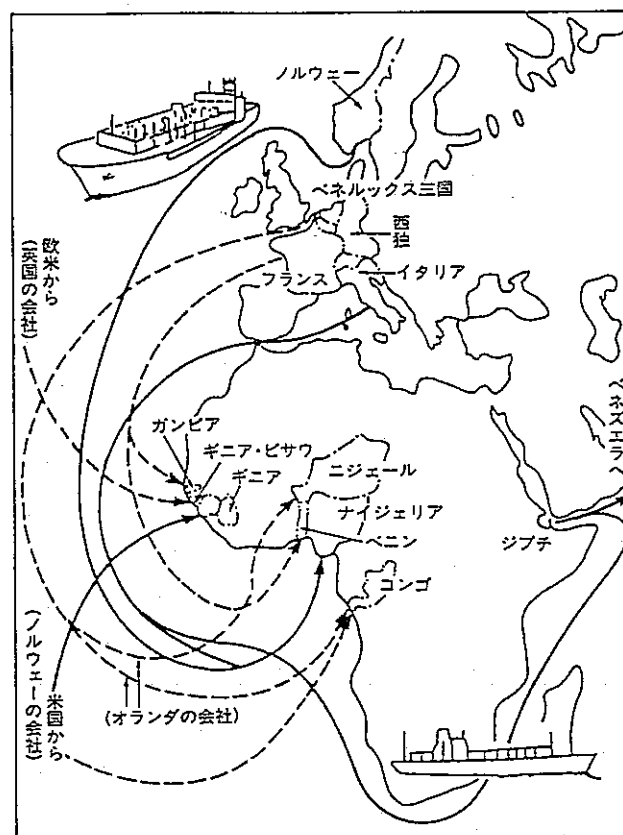 ノルウェー
ベネルックス三国
西独
フランス
イタリア
欧米から
(英国の会社)
ガンビア
ギニア・ビサウ
ギニア
ニジェール
ナイジェリア
ベニン
コンゴ
ジブチ
ベネズエラへ
米国から
(ノルウェーの会社)
(オランダの会社)